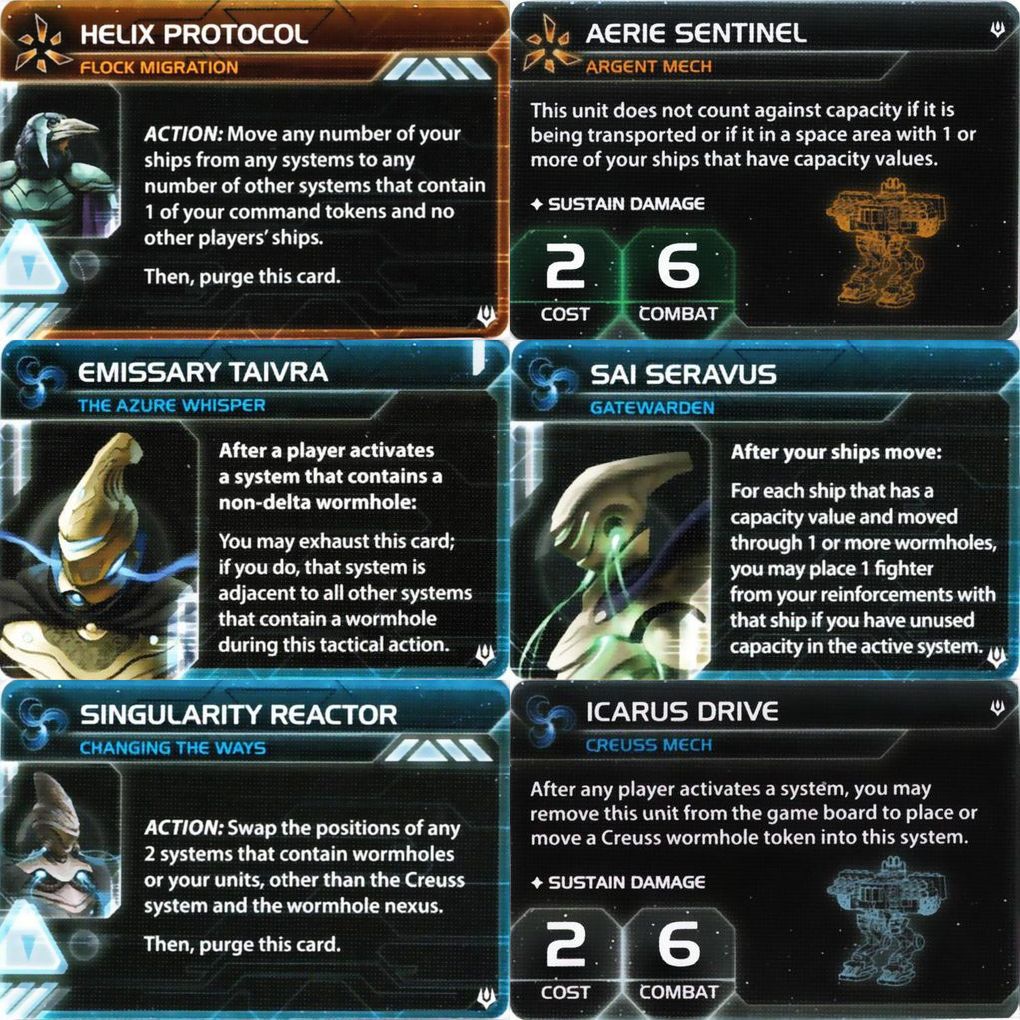 HELIX PROTOCOL
FLOCK MIGRATION
ACTION: Move any number of your
ships from any systems to any
number of other systems that contain
1 of your command tokens and no
other players' ships.
Then, purge this card.
AERIE SENTINEL
ARGENT MECH
This unit does not count against capacity if it is
being transported or if it in a space area with 1 or
more of your ships that have capacity values.
✦ SUSTAIN DAMAGE
2 6
COST COMBAT
EMISSARY TAIVRA
THE AZURE WHISPER
After a player activates
a system that contains a
non-delta wormhole:
You may exhaust this card;
if you do, that system is
adjacent to all other systems
that contain a wormhole
during this tactical action.
SAI SERAVUS
GATEWARDEN
After your ships move:
For each ship that has a
capacity value and moved
through 1 or more wormholes,
you may place 1 fighter
from your reinforcements with
that ship if you have unused
capacity in the active system.
SINGULARITY REACTOR
CHANGING THE WAYS
ACTION: Swap the positions of any
2 systems that contain wormholes
or your units, other than the Creuss
system and the wormhole nexus.
Then, purge this card.
ICARUS DRIVE
CREUSS MECH
After any player activates a system, you may
remove this unit from the game board to place or
move a Creuss wormhole token into this system.
✦ SUSTAIN DAMAGE
2 6
COST COMBAT